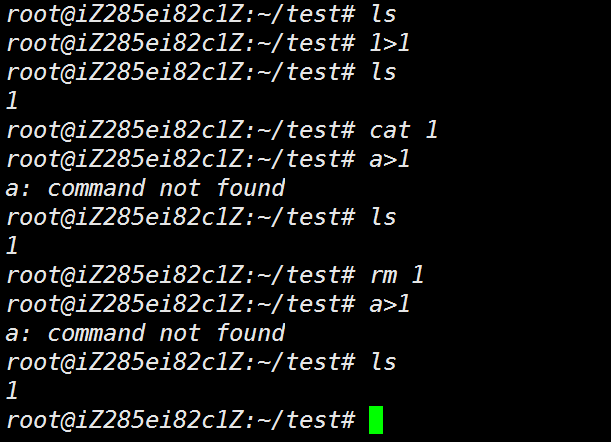 root@iZ285ei82c1Z:~/test# ls
root@iZ285ei82c1Z:~/test# 1>1
root@iZ285ei82c1Z:~/test# ls
1
root@iZ285ei82c1Z:~/test# cat 1
root@iZ285ei82c1Z:~/test# a>1
a: command not found
root@iZ285ei82c1Z:~/test# ls
1
root@iZ285ei82c1Z:~/test# rm 1
root@iZ285ei82c1Z:~/test# a>1
a: command not found
root@iZ285ei82c1Z:~/test# ls
1
root@iZ285ei82c1Z:~/test#